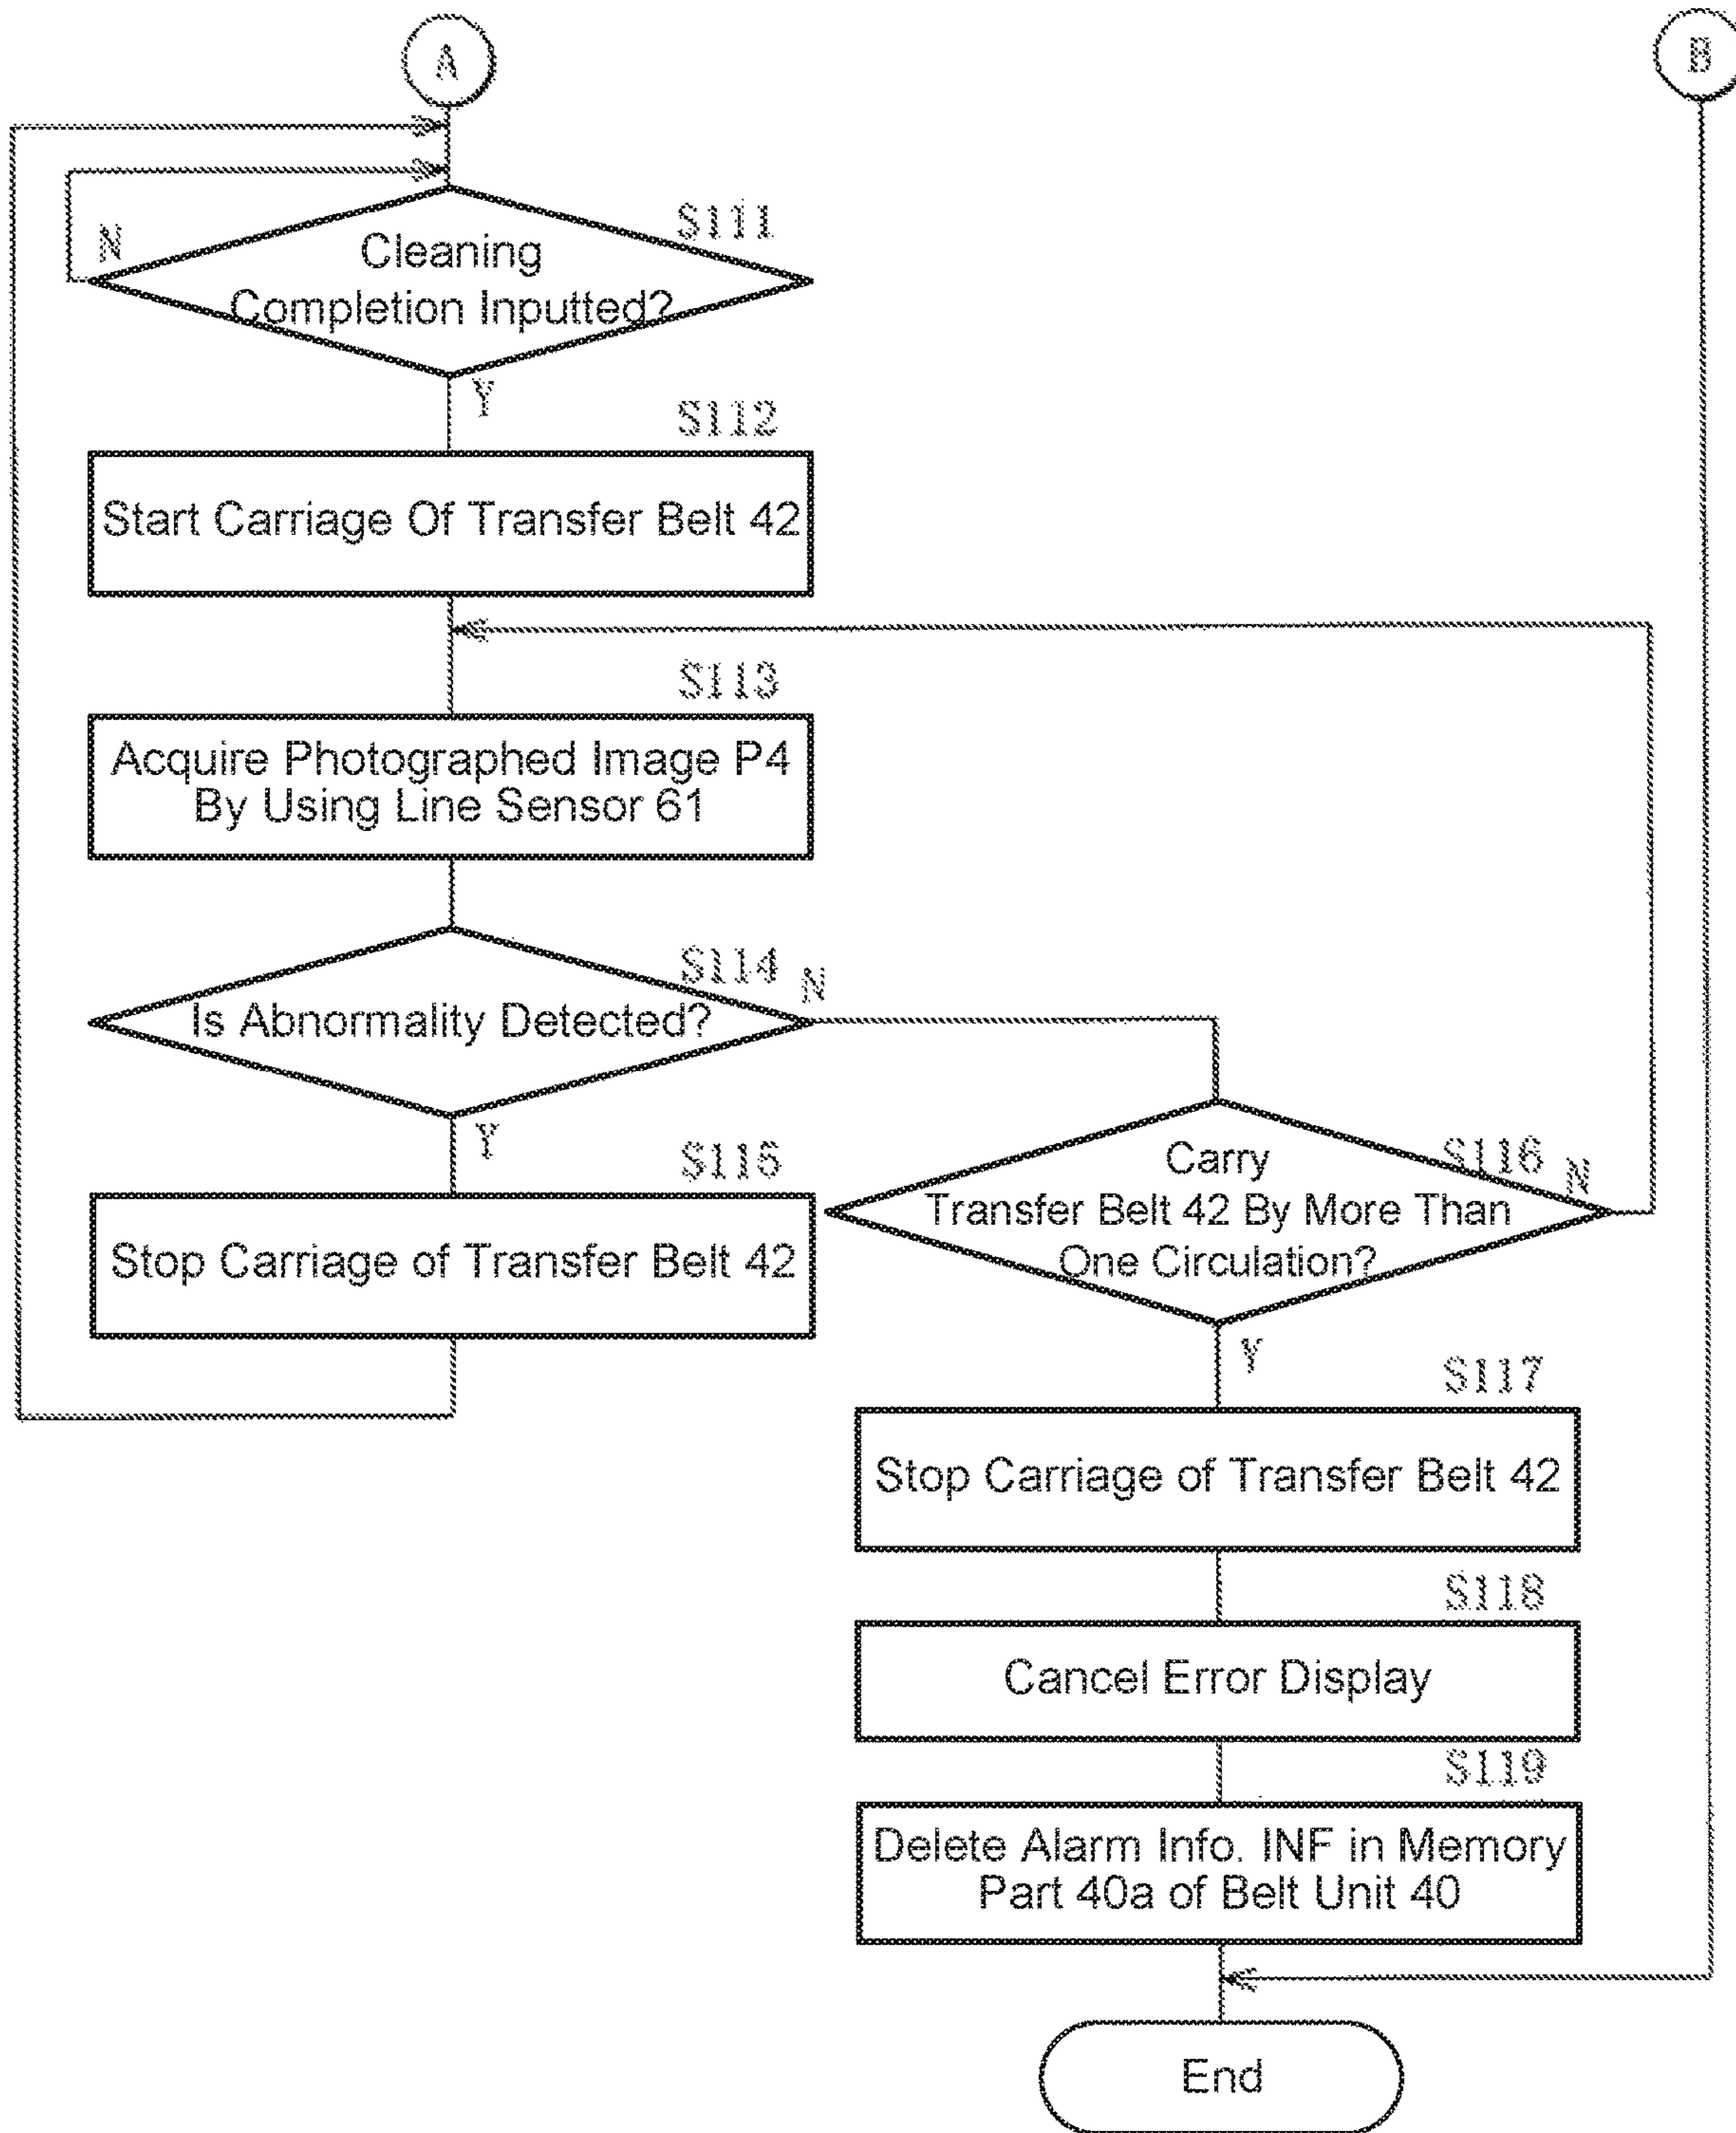 A
B
S111
N
Cleaning
Completion Inputted?
Y
S112
Start Carriage Of Transfer Belt 42
S113
Acquire Photographed Image P4
By Using Line Sensor 61
S114
N
Is Abnormality Detected?
Y
S115
Stop Carriage of Transfer Belt 42
S116
N
Carry
Transfer Belt 42 By More Than
One Circulation?
Y
S117
Stop Carriage of Transfer Belt 42
S118
Cancel Error Display
S119
Delete Alarm Info. INF in Memory
Part 40a of Belt Unit 40
End